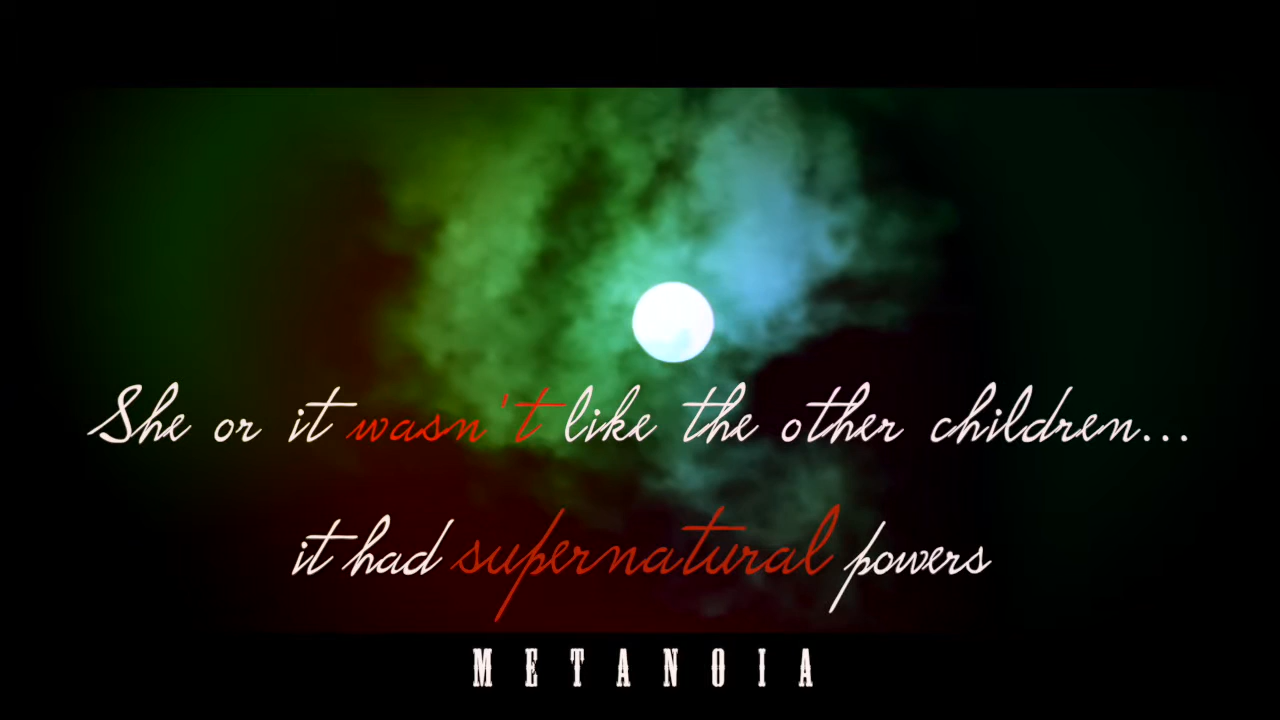 She or it wasn't like the other children...
it had supernatural powers
METANOIA